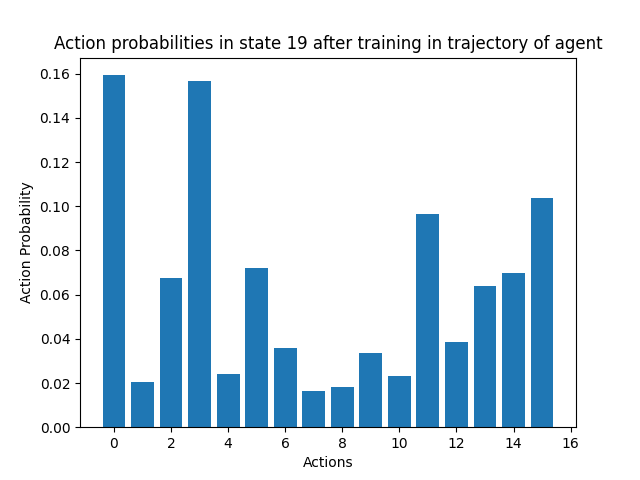 Action probabilities in state 19 after training in trajectory of agent
0.16
0.14
0.12
0.10
0.08
0.06
0.04
0.02
0.00
Action Probability
0 2 4 6 8 10 12 14 16
Actions